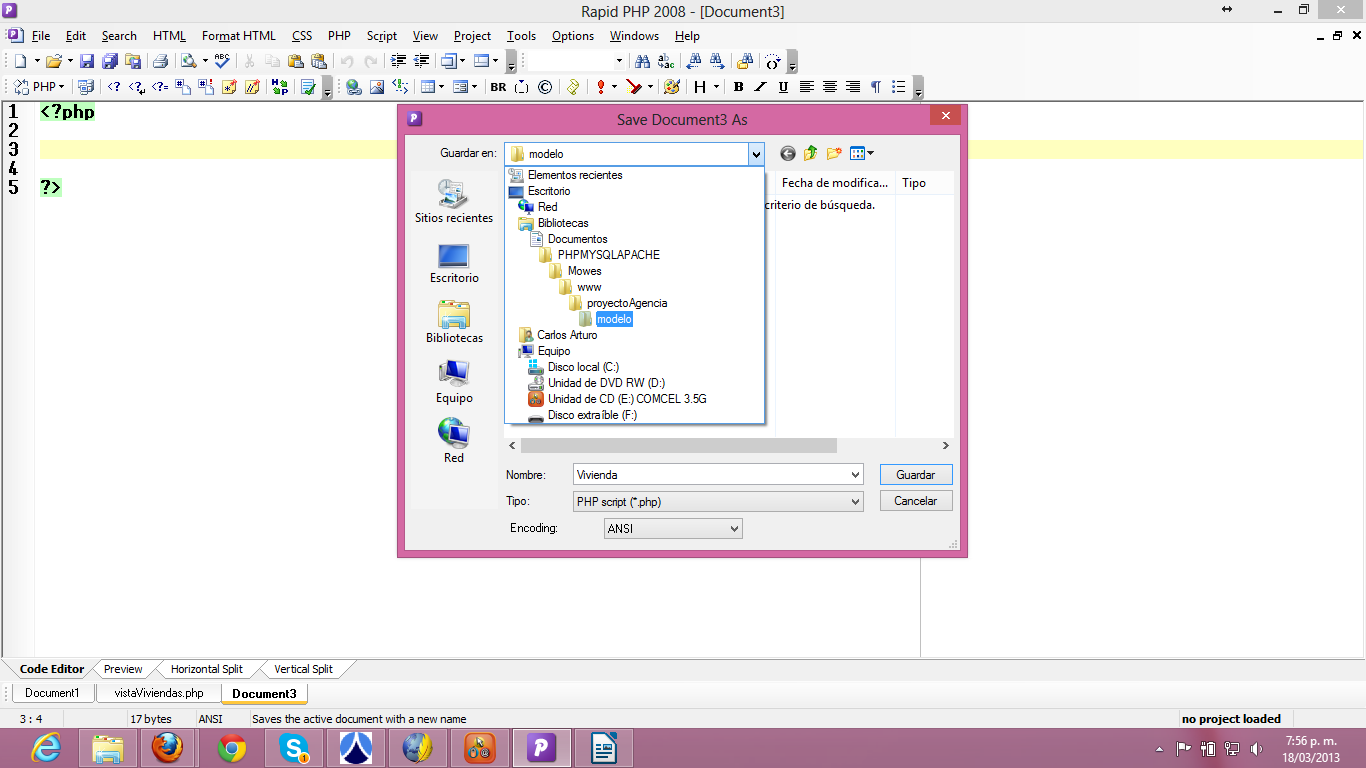 Rapid PHP 2008 - [Document3]
File Edit Search HTML Format HTML CSS PHP Script View Project Tools Options Windows Help
ABC
PHP BR H B I U ¶
1 <?php
2
3
4
5 ?>
Save Document3 As
Guardar en: modelo
Elementos recientes
Escritorio
Red
Bibliotecas
Documentos
PHPMYSQLAPACHE
Mowes
www
proyectoAgencia
modelo
Carlos Arturo
Equipo
Disco local (C:)
Unidad de DVD RW (D:)
Unidad de CD (E:) COMCEL 3.5G
Disco extraíble (F:)
Sitios recientes
Escritorio
Bibliotecas
Equipo
Red
Fecha de modifica... Tipo
criterio de búsqueda.
Nombre: Vivienda Guardar
Tipo: PHP script (*.php) Cancelar
Encoding: ANSI
Code Editor Preview Horizontal Split Vertical Split
Document1 vistaViviendas.php Document3
3 : 4 17 bytes ANSI Saves the active document with a new name no project loaded
7:56 p. m.
18/03/2013